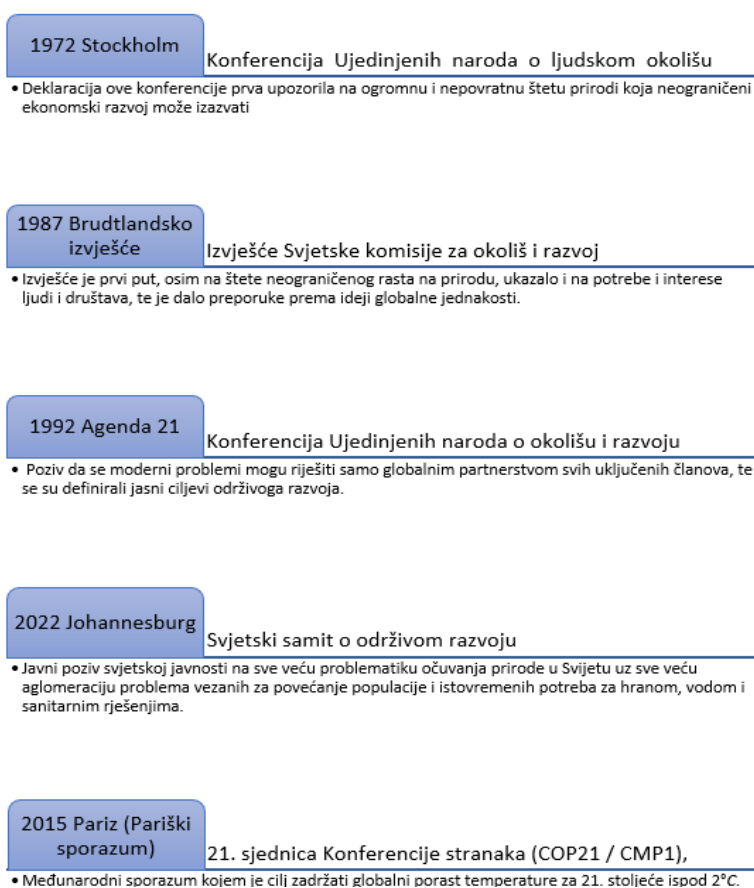 1972 Stockholm
Konferencija Ujedinjenih naroda o ljudskom okolišu
• Deklaracija ove konferencije prva upozorila na ogromnu i nepovratnu štetu prirodi koja neograničeni
ekonomski razvoj može izazvati
1987 Brudtlandsko
izvješće
Izvješće Svjetske komisije za okoliš i razvoj
• Izvješće je prvi put, osim na štete neograničenog rasta na prirodu, ukazalo i na potrebe i interese
ljudi i društava, te je dalo preporuke prema ideji globalne jednakosti.
1992 Agenda 21
Konferencija Ujedinjenih naroda o okolišu i razvoju
• Poziv da se moderni problemi mogu riješiti samo globalnim partnerstvom svih uključenih članova, te
se su definirali jasni ciljevi održivoga razvoja.
2022 Johannesburg
Svjetski samit o održivom razvoju
• Javni poziv svjetskoj javnosti na sve veću problematiku očuvanja prirode u Svijetu uz sve veću
aglomeraciju problema vezanih za povećanje populacije i istovremenih potreba za hranom, vodom i
sanitarnim rješenjima.
2015 Pariz (Pariški
sporazum)
21. sjednica Konferencije stranaka (COP21 / CMP1),
• Međunarodni sporazum kojem je cilj zadržati globalni porast temperature za 21. stoljeće ispod 2°C.